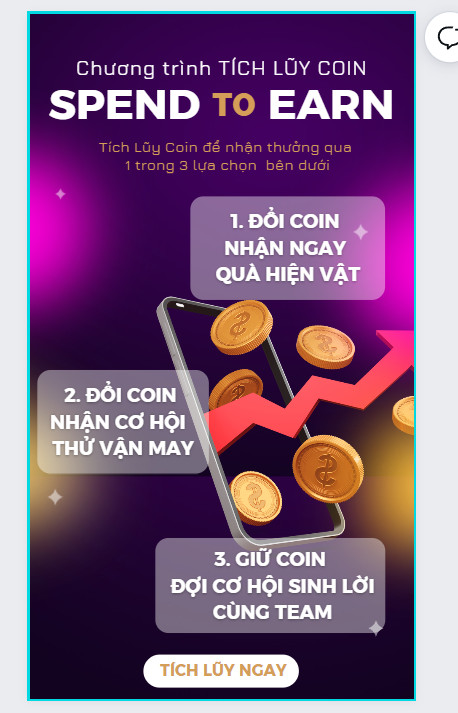 Chương trình TÍCH LŨY COIN
SPEND TO EARN
Tích Lũy Coin để nhận thưởng qua
1 trong 3 lựa chọn bên dưới
1. ĐỔI COIN
NHẬN NGAY
QUÀ HIỆN VẬT
2. ĐỔI COIN
NHẬN CƠ HỘI
THỬ VẬN MAY
3. GIỮ COIN
ĐỢI CƠ HỘI SINH LỜI
CÙNG TEAM
TÍCH LŨY NGAY